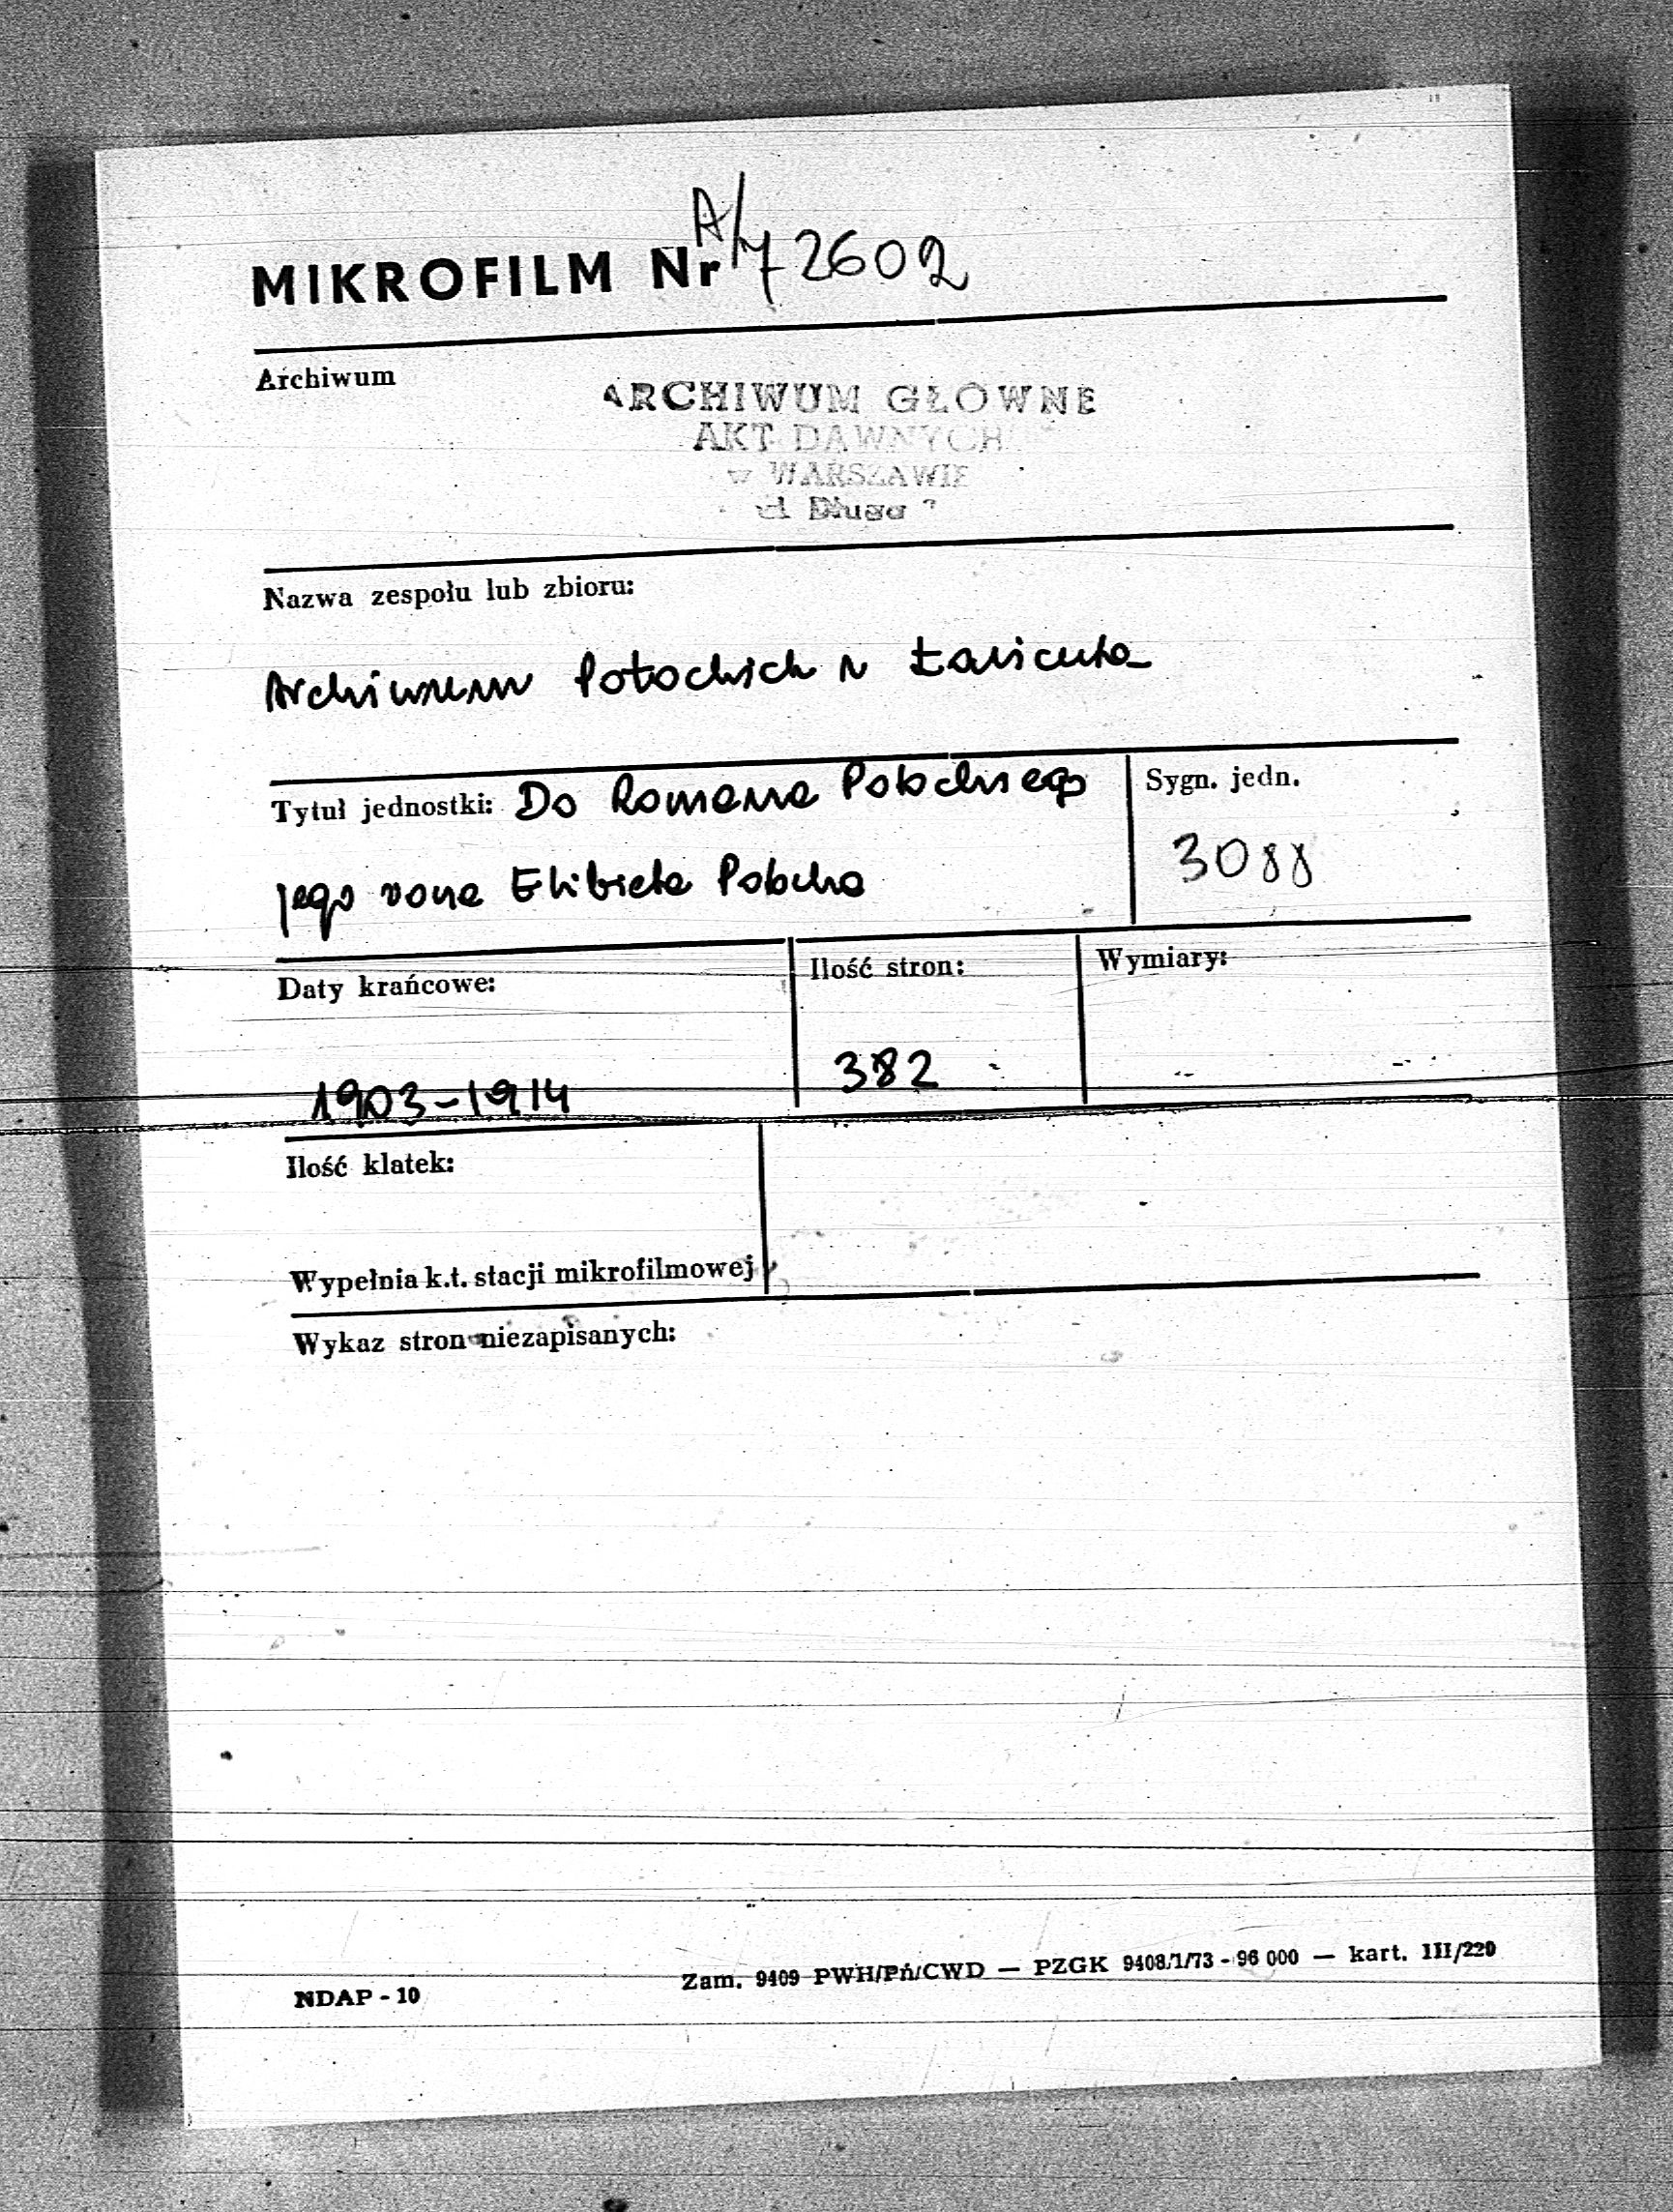 MIKROFILM Nr A/72602
Archiwum
ARCHIWUM GŁÓWNE
AKT DAWNYCH
w WARSZAWIE
ul Długa 7
Nazwa zespołu lub zbioru:
Archiwum Potockich z Łańcuta
Tytuł jednostki: Do Romana Potockiego
Sygn. jedn.
jego żona Elżbieta Potocka
3088
Daty krańcowe:
Ilość stron:
Wymiary:
1903-1914
382
Ilość klatek:
Wypełnia k.t. stacji mikrofilmowej
Wykaz stron niezapisanych:
NDAP - 10
Zam. 9409 PWH/Pń/CWD — PZGK 9408/1/73 - 96 000 — kart. III/220